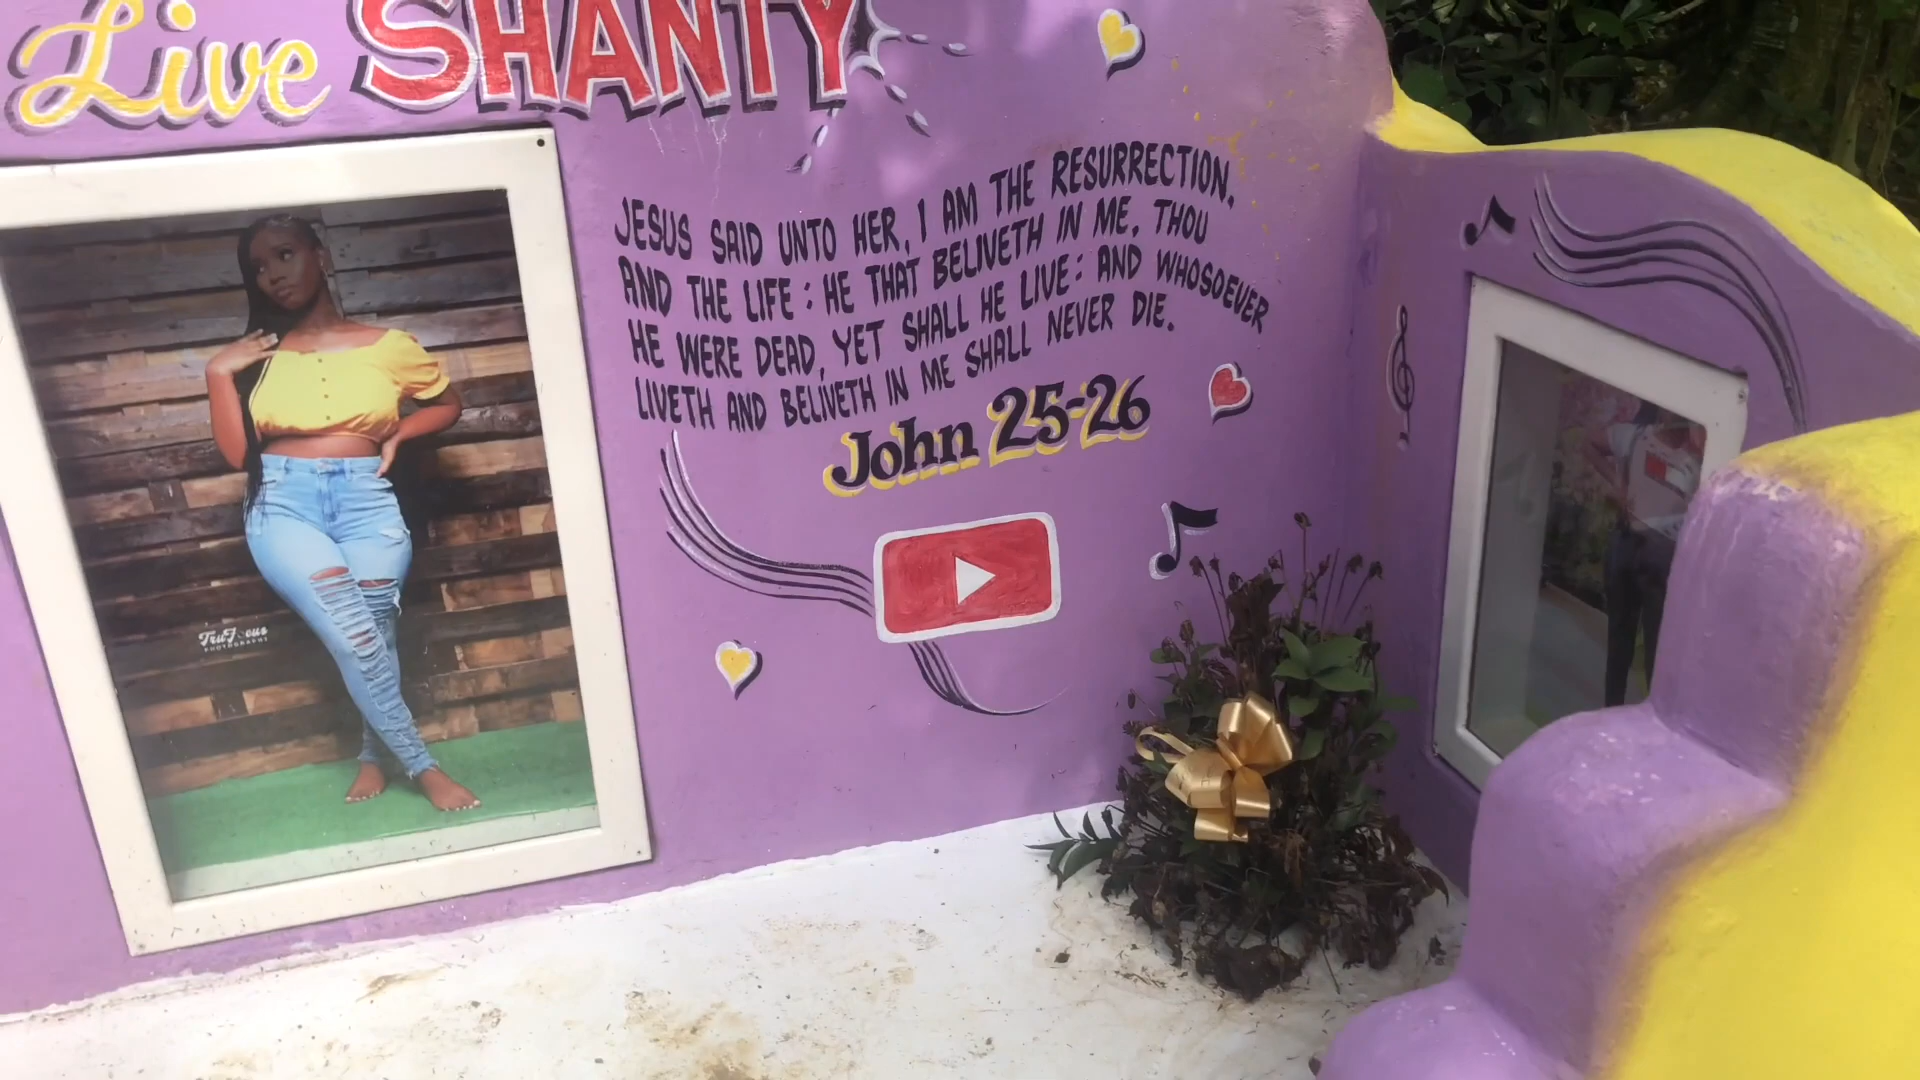 Live SHANTY
JESUS SAID UNTO HER, I AM THE RESURRECTION,
AND THE LIFE : HE THAT BELIVETH IN ME, THOU
HE WERE DEAD, YET SHALL HE LIVE : AND WHOSOEVER
LIVETH AND BELIVETH IN ME SHALL NEVER DIE.
John 25-26
TruFocus
PHOTOGRAPHY